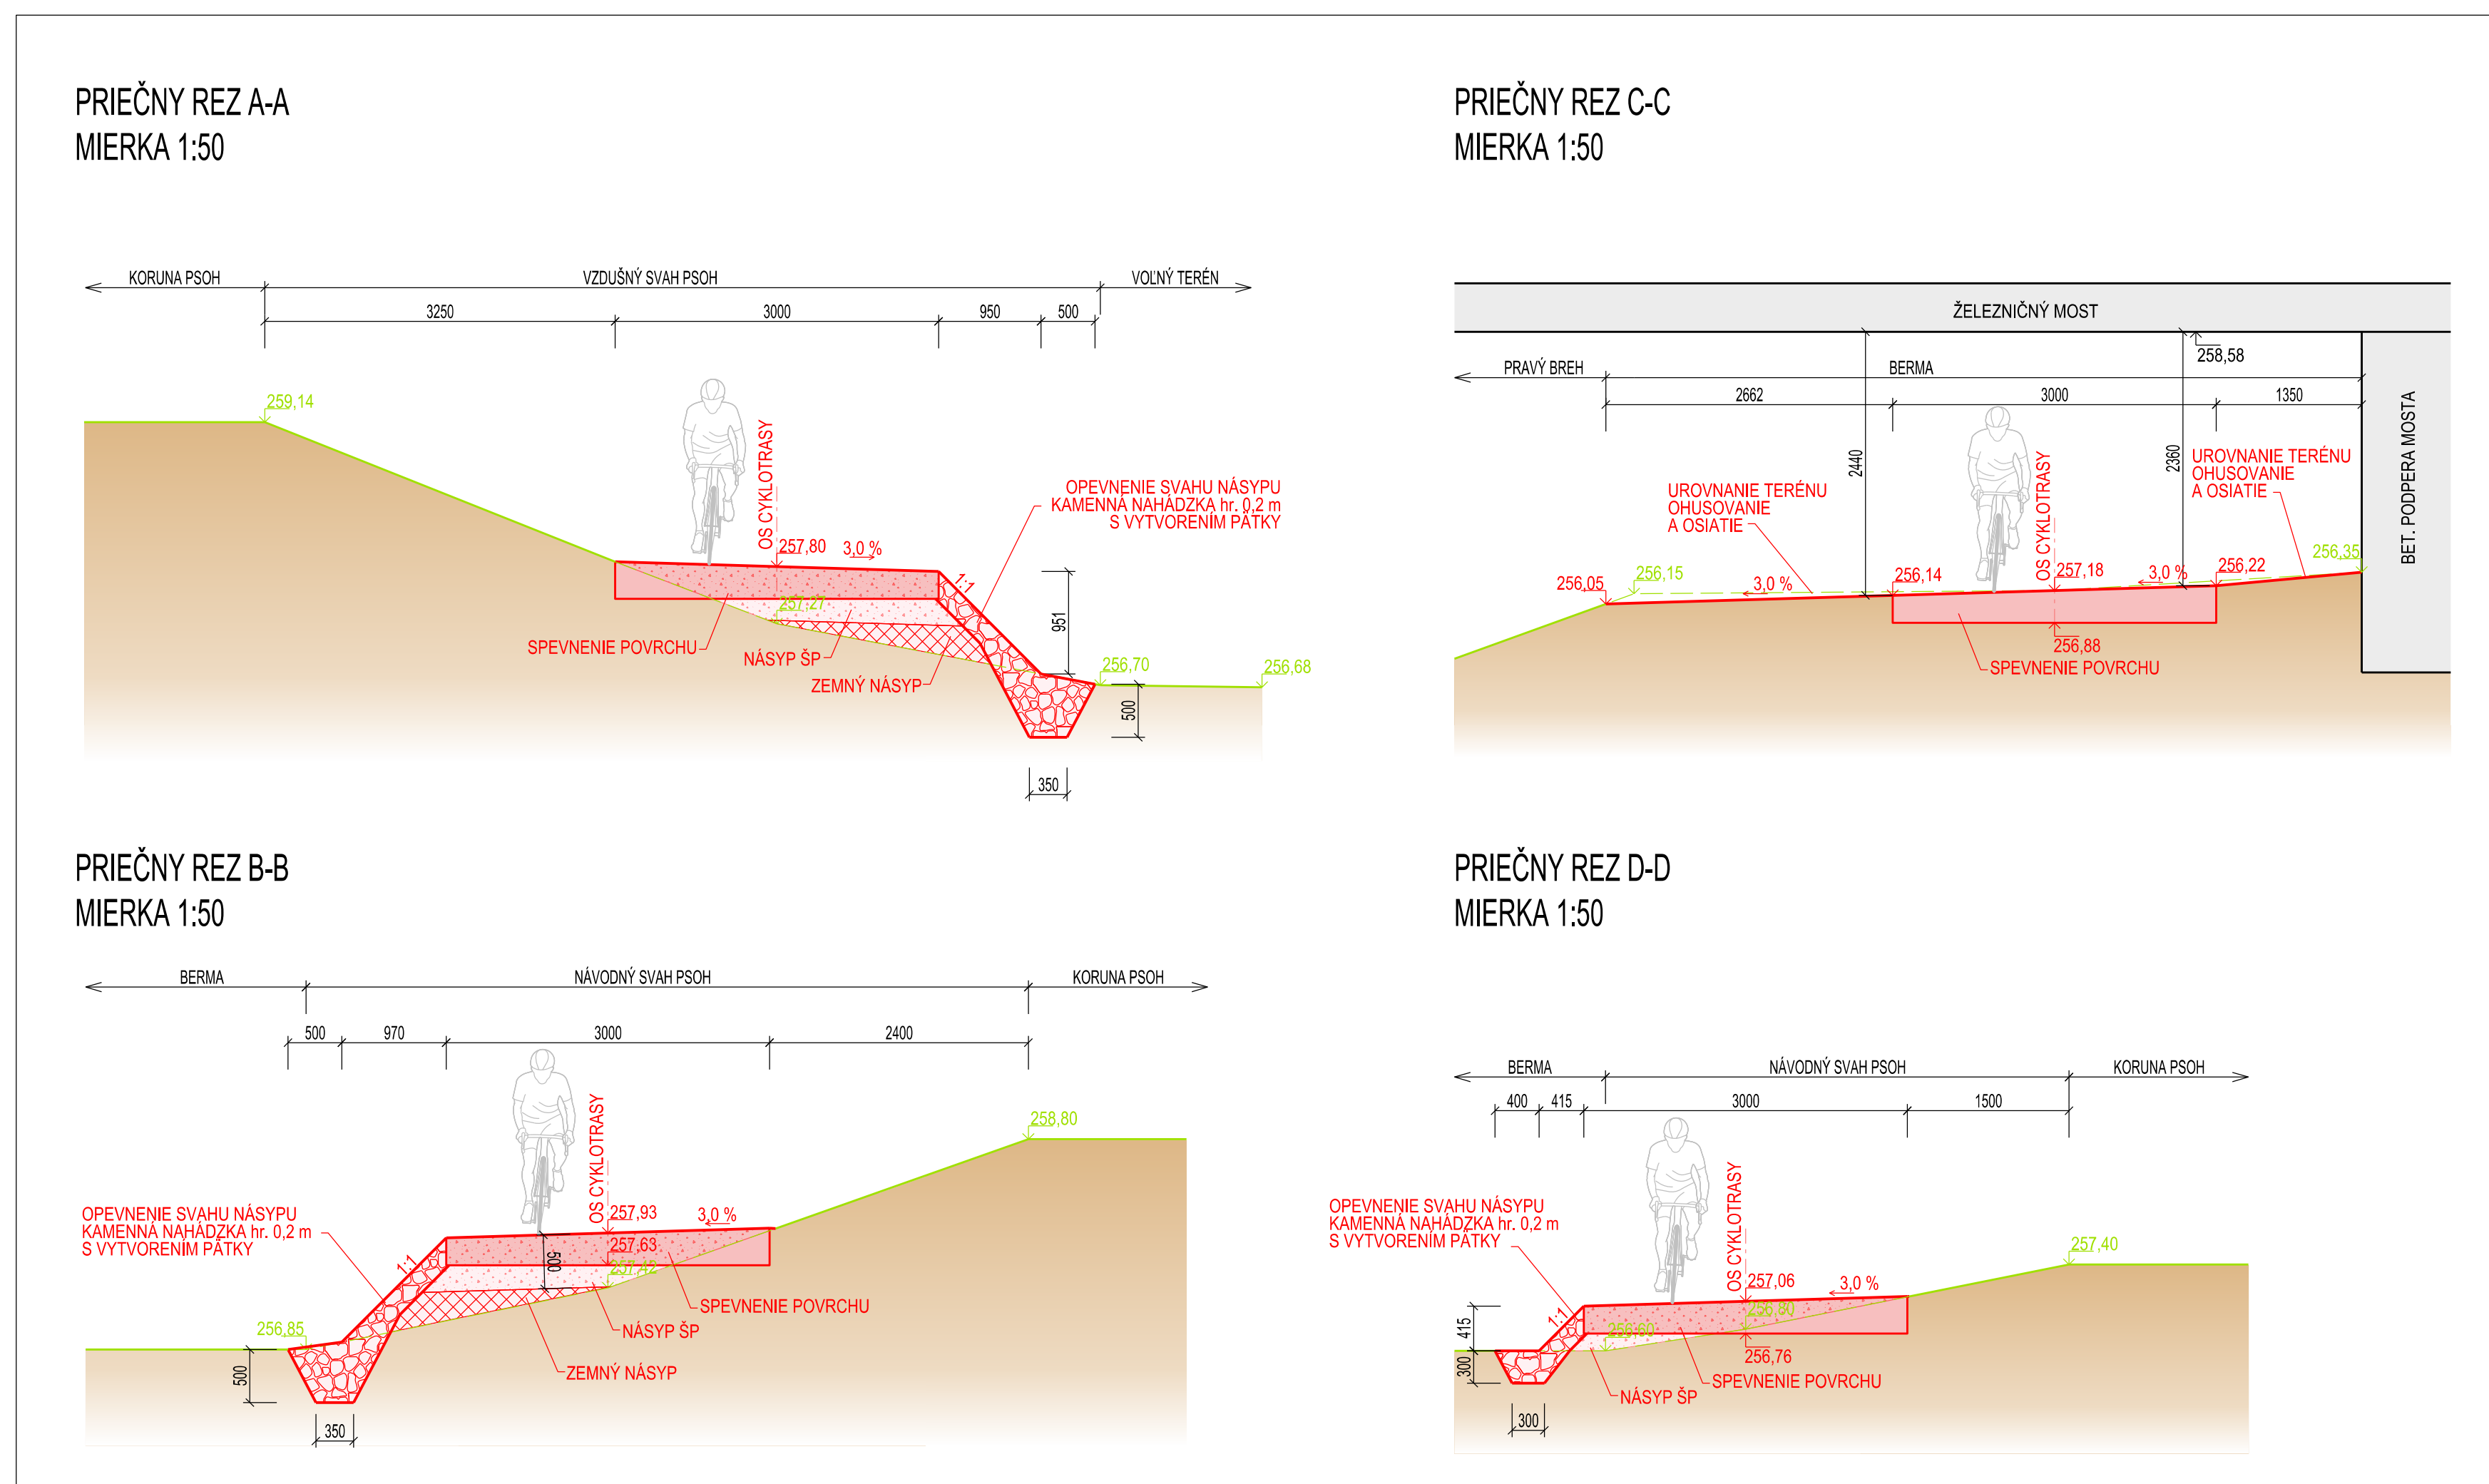 PRIEČNY REZ A-A
MIERKA 1:50
KORUNA PSOH
VZDUŠNÝ SVAH PSOH
VOĽNÝ TERÉN
3250
3000
950
500
259,14
OS CYKLOTRASY
257,80
3,0 %
1:1
OPEVNENIE SVAHU NÁSYPU
KAMENNÁ NAHÁDZKA hr. 0,2 m
S VYTVORENÍM PÄTKY
257,27
951
SPEVNENIE POVRCHU
NÁSYP ŠP
ZEMNÝ NÁSYP
256,70
256,68
500
350
PRIEČNY REZ C-C
MIERKA 1:50
ŽELEZNIČNÝ MOST
258,58
PRAVÝ BREH
BERMA
2662
3000
1350
2440
2360
BET. PODPERA MOSTA
OS CYKLOTRASY
UROVNANIE TERÉNU
OHUSOVANIE
A OSIATIE
UROVNANIE TERÉNU
OHUSOVANIE
A OSIATIE
256,05
256,15
3,0 %
256,14
257,18
3,0 %
256,22
256,35
256,88
SPEVNENIE POVRCHU
PRIEČNY REZ B-B
MIERKA 1:50
BERMA
NÁVODNÝ SVAH PSOH
KORUNA PSOH
500
970
3000
2400
258,80
OS CYKLOTRASY
OPEVNENIE SVAHU NÁSYPU
KAMENNÁ NAHÁDZKA hr. 0,2 m
S VYTVORENÍM PÄTKY
257,93
3,0 %
1:1
257,63
500
257,42
SPEVNENIE POVRCHU
NÁSYP ŠP
ZEMNÝ NÁSYP
256,85
500
350
PRIEČNY REZ D-D
MIERKA 1:50
BERMA
NÁVODNÝ SVAH PSOH
KORUNA PSOH
400
415
3000
1500
OS CYKLOTRASY
OPEVNENIE SVAHU NÁSYPU
KAMENNÁ NAHÁDZKA hr. 0,2 m
S VYTVORENÍM PÄTKY
257,40
257,06
3,0 %
1:1
256,80
256,60
415
300
256,76
SPEVNENIE POVRCHU
NÁSYP ŠP
300